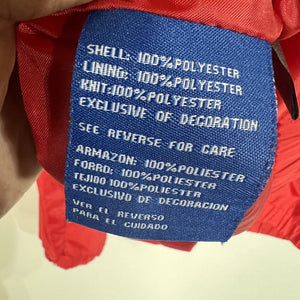 SHELL: 100%POLYESTER
LINING: 100%POLYESTER
KNIT:100%POLYESTER
EXCLUSIVE OF DECORATION
SEE REVERSE FOR CARE
ARMAZON: 100%POLIESTER
FORRO: 100%POLIESTER
TEJIDO 100%POLIESTER
EXCLUSIVO DE DECORACION
VER EL REVERSO
PARA EL CUIDADO